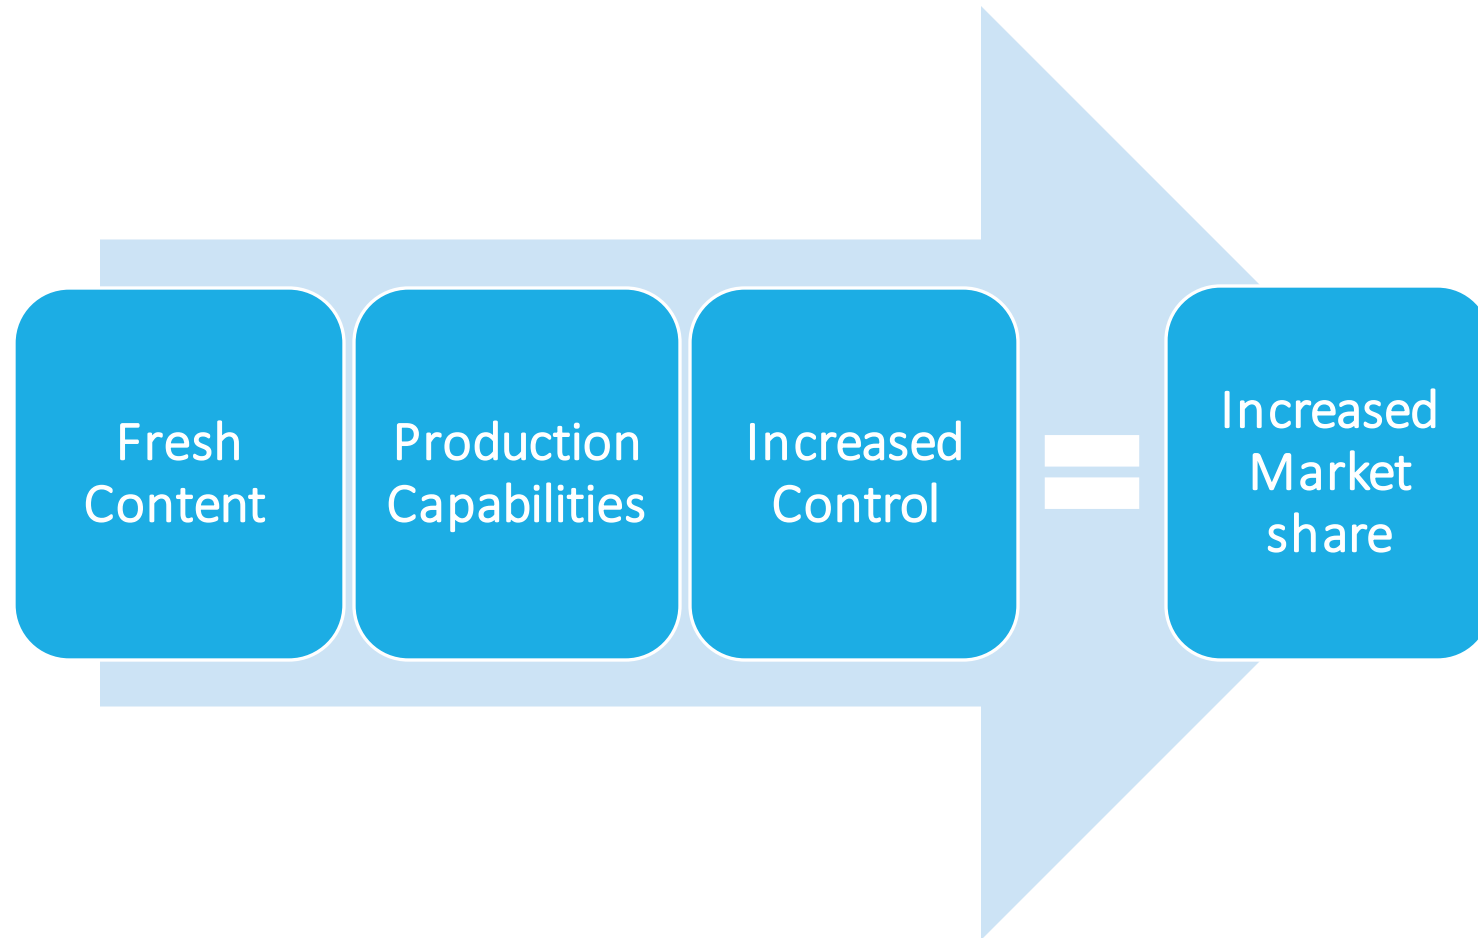 Fresh
Content
Production
Capabilities
Increased
Control
=
Increased
Market
share